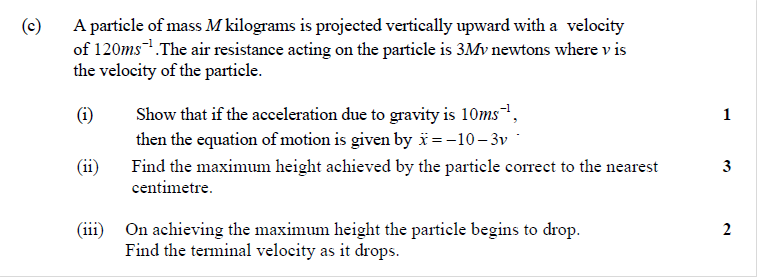 (c) A particle of mass M kilograms is projected vertically upward with a velocity
of 120ms⁻¹.The air resistance acting on the particle is 3Mv newtons where v is
the velocity of the particle.
(i) Show that if the acceleration due to gravity is 10ms⁻¹, 1
then the equation of motion is given by ẍ = −10 − 3v
(ii) Find the maximum height achieved by the particle correct to the nearest 3
centimetre.
(iii) On achieving the maximum height the particle begins to drop. 2
Find the terminal velocity as it drops.